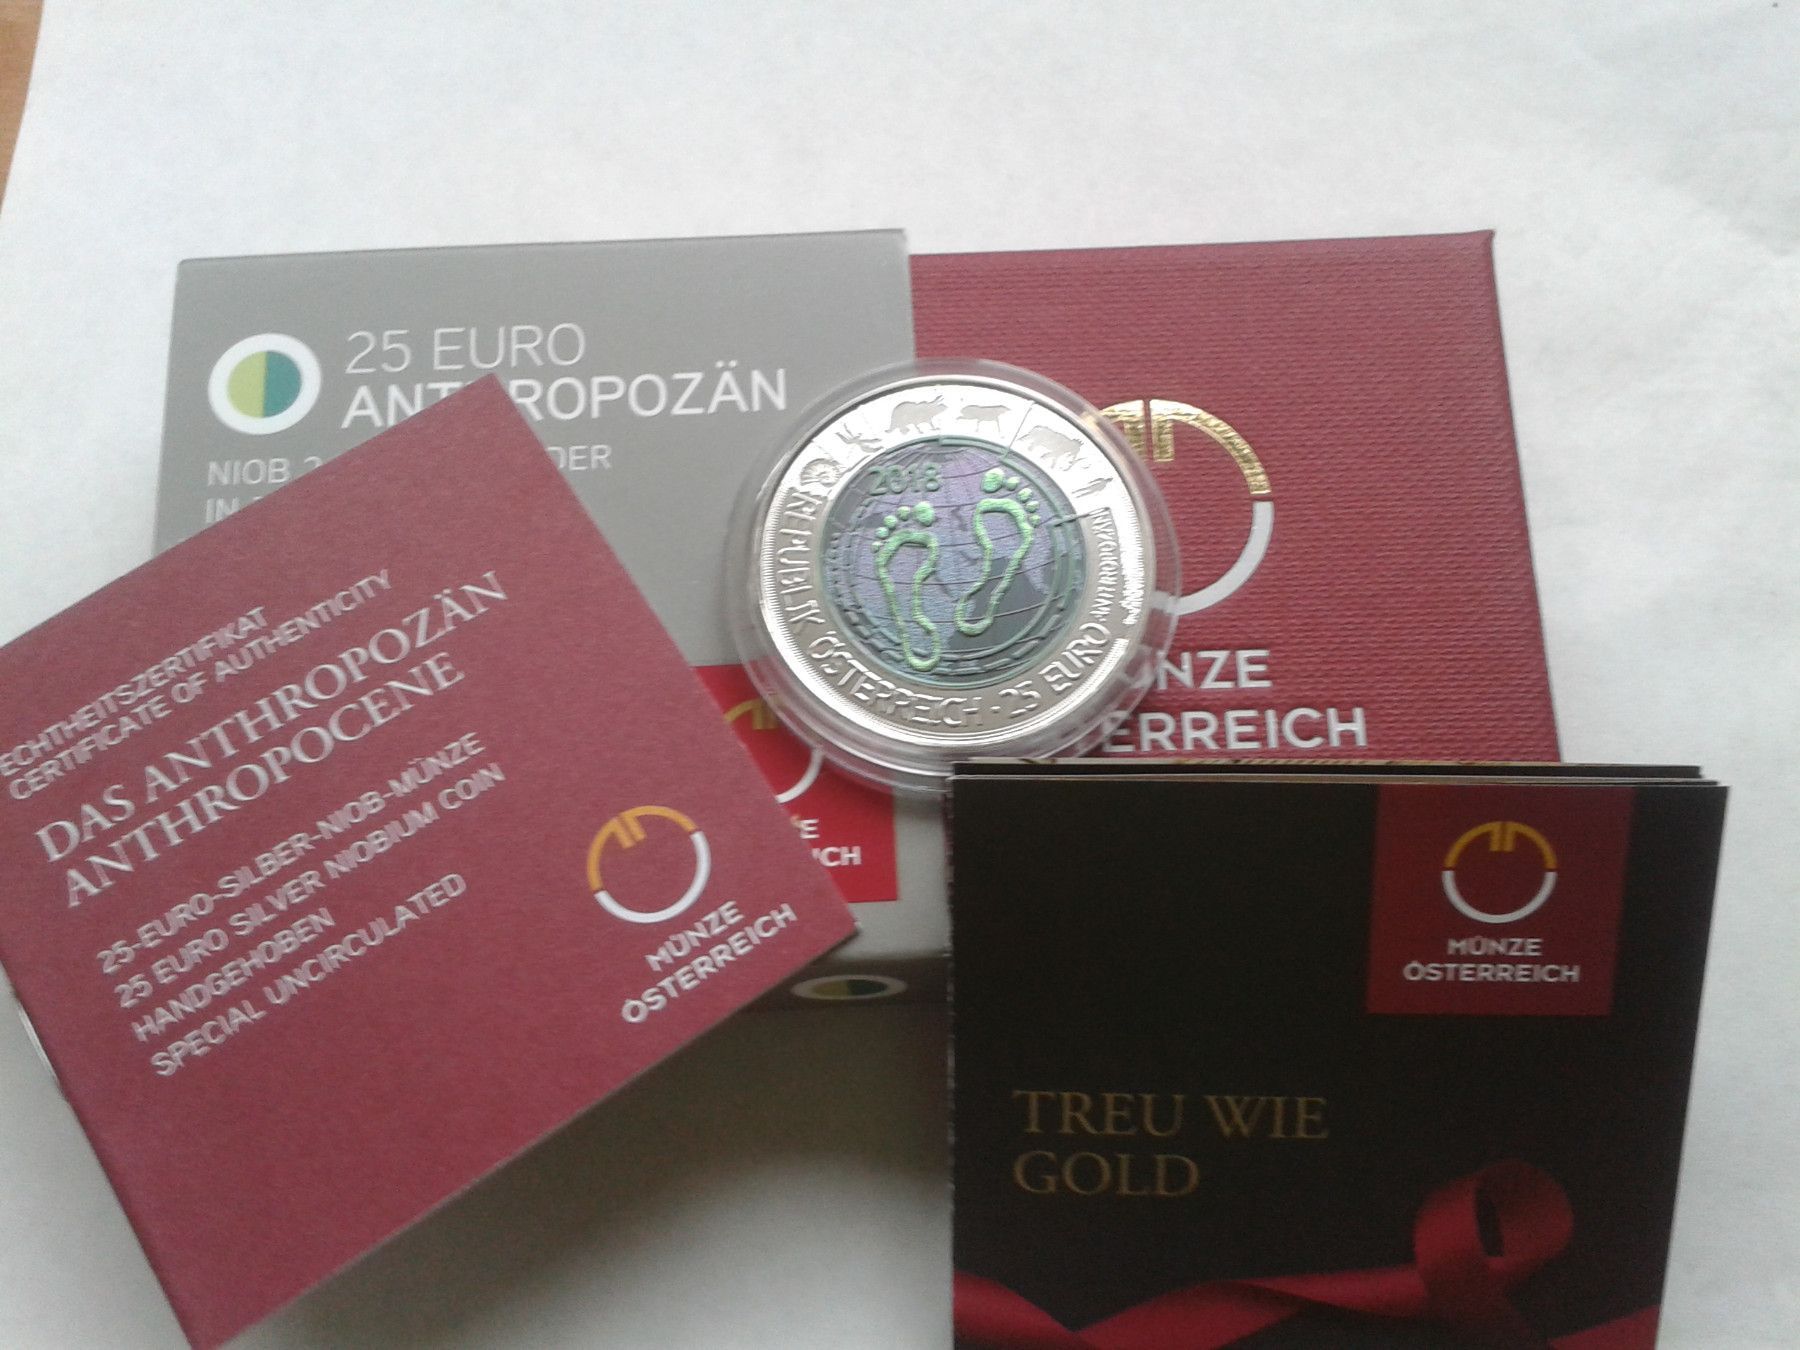 25 EURO
ANTHROPOZÄN
NIOB
DER
ECHTHEITSZERTIFIKAT
CERTIFICATE OF AUTHENTICITY
DAS ANTHROPOZÄN
ANTHROPOCENE
25-EURO-SILBER-NIOB-MÜNZE
25 EURO SILVER NIOBIUM COIN
HANDGEHOBEN
SPECIAL UNCIRCULATED
MÜNZE
ÖSTERREICH
2018
REPUBLIK ÖSTERREICH · 25 EURO · ANTHROPOZÄN
MÜNZE
ÖSTERREICH
TREU WIE
GOLD